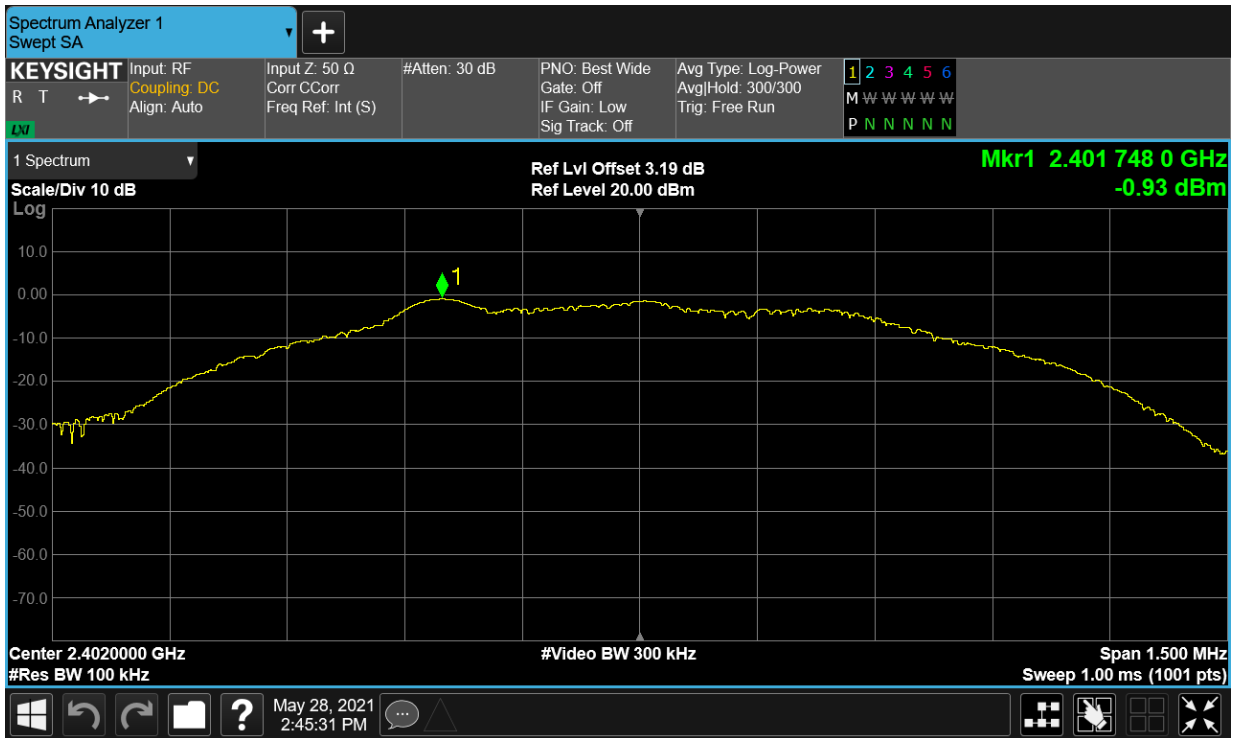 Spectrum Analyzer 1
Swept SA
KEYSIGHT
R T
LXI
Input: RF
Coupling: DC
Align: Auto
Input Z: 50 Ω
Corr CCorr
Freq Ref: Int (S)
#Atten: 30 dB
PNO: Best Wide
Gate: Off
IF Gain: Low
Sig Track: Off
Avg Type: Log-Power
Avg|Hold: 300/300
Trig: Free Run
1 2 3 4 5 6
M W W W W W
P N N N N N
1 Spectrum
Scale/Div 10 dB
Log
Ref Lvl Offset 3.19 dB
Ref Level 20.00 dBm
Mkr1 2.401 748 0 GHz
-0.93 dBm
1
10.0
0.00
-10.0
-20.0
-30.0
-40.0
-50.0
-60.0
-70.0
Center 2.4020000 GHz
#Res BW 100 kHz
#Video BW 300 kHz
Span 1.500 MHz
Sweep 1.00 ms (1001 pts)
?
May 28, 2021
2:45:31 PM